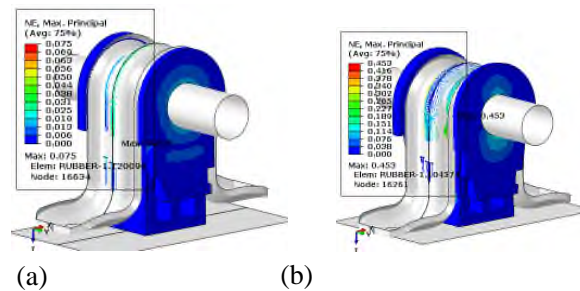 NE, Max. Principal
(Avg: 75%)
0.075
0.069
0.063
0.056
0.050
0.044
0.038
0.031
0.025
0.019
0.013
0.006
0.000
Max: 0.075
Node: 16634
NE, Max. Principal
(Avg: 75%)
0.453
0.416
0.378
0.340
0.302
0.265
0.227
0.189
0.151
0.114
0.076
0.038
0.000
0.453
Max: 0.453
Node: 16261
(a)
(b)